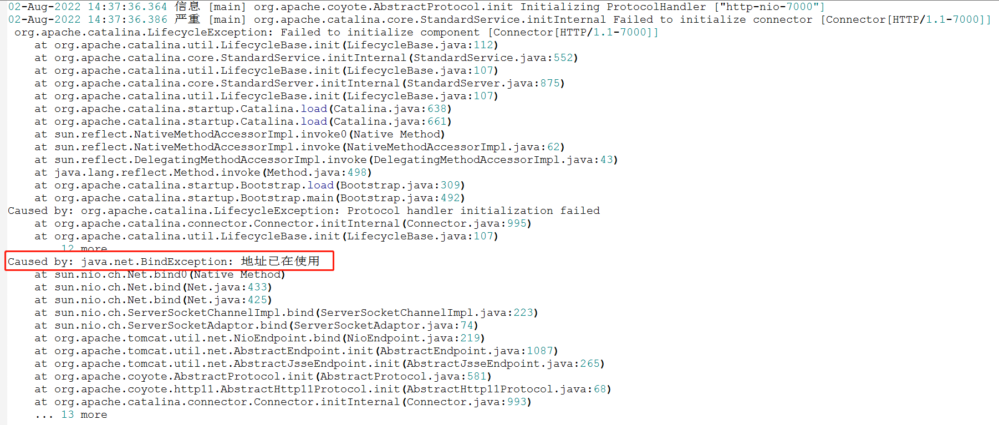 02-Aug-2022 14:37:36.364 信息 [main] org.apache.coyote.AbstractProtocol.init Initializing ProtocolHandler ["http-nio-7000"]
02-Aug-2022 14:37:36.386 严重 [main] org.apache.catalina.core.StandardService.initInternal Failed to initialize connector [Connector[HTTP/1.1-7000]]
org.apache.catalina.LifecycleException: Failed to initialize component [Connector[HTTP/1.1-7000]]
at org.apache.catalina.util.LifecycleBase.init(LifecycleBase.java:112)
at org.apache.catalina.core.StandardService.initInternal(StandardService.java:552)
at org.apache.catalina.util.LifecycleBase.init(LifecycleBase.java:107)
at org.apache.catalina.core.StandardServer.initInternal(StandardServer.java:875)
at org.apache.catalina.util.LifecycleBase.init(LifecycleBase.java:107)
at org.apache.catalina.startup.Catalina.load(Catalina.java:638)
at org.apache.catalina.startup.Catalina.load(Catalina.java:661)
at sun.reflect.NativeMethodAccessorImpl.invoke0(Native Method)
at sun.reflect.NativeMethodAccessorImpl.invoke(NativeMethodAccessorImpl.java:62)
at sun.reflect.DelegatingMethodAccessorImpl.invoke(DelegatingMethodAccessorImpl.java:43)
at java.lang.reflect.Method.invoke(Method.java:498)
at org.apache.catalina.startup.Bootstrap.load(Bootstrap.java:309)
at org.apache.catalina.startup.Bootstrap.main(Bootstrap.java:492)
Caused by: org.apache.catalina.LifecycleException: Protocol handler initialization failed
at org.apache.catalina.connector.Connector.initInternal(Connector.java:995)
at org.apache.catalina.util.LifecycleBase.init(LifecycleBase.java:107)
12 more
Caused by: java.net.BindException: 地址已在使用
at sun.nio.ch.Net.bind0(Native Method)
at sun.nio.ch.Net.bind(Net.java:433)
at sun.nio.ch.Net.bind(Net.java:425)
at sun.nio.ch.ServerSocketChannelImpl.bind(ServerSocketChannelImpl.java:223)
at sun.nio.ch.ServerSocketAdaptor.bind(ServerSocketAdaptor.java:74)
at org.apache.tomcat.util.net.NioEndpoint.bind(NioEndpoint.java:219)
at org.apache.tomcat.util.net.AbstractEndpoint.init(AbstractEndpoint.java:1087)
at org.apache.tomcat.util.net.AbstractJsseEndpoint.init(AbstractJsseEndpoint.java:265)
at org.apache.coyote.AbstractProtocol.init(AbstractProtocol.java:581)
at org.apache.coyote.http11.AbstractHttp11Protocol.init(AbstractHttp11Protocol.java:68)
at org.apache.catalina.connector.Connector.initInternal(Connector.java:993)
... 13 more